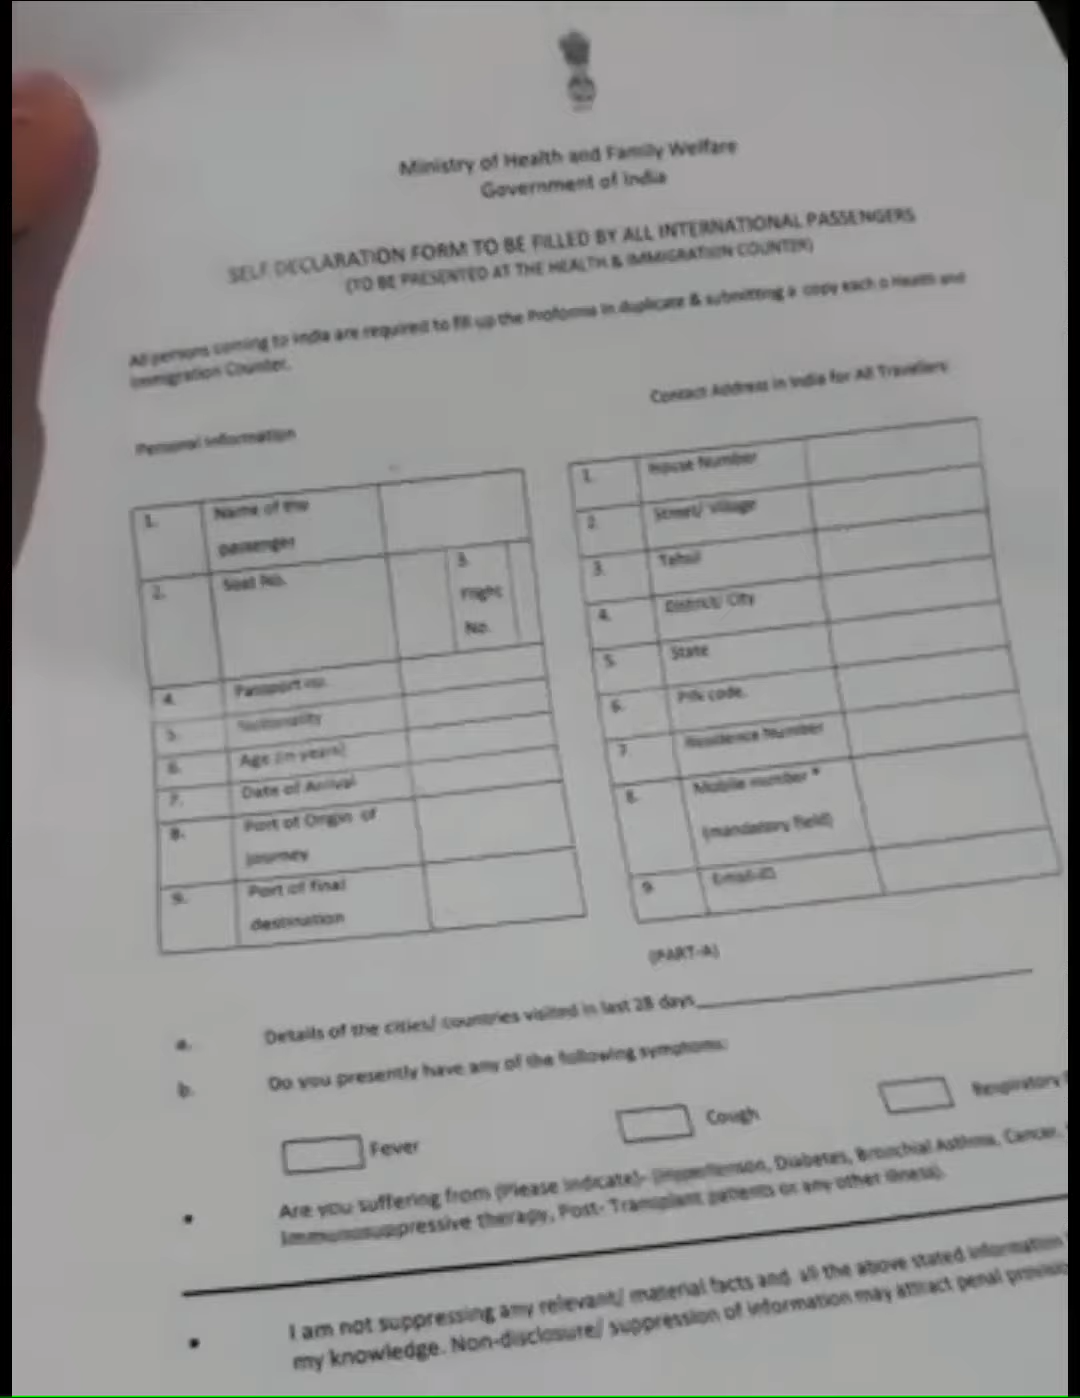 Ministry of Health and Family Welfare
Government of India
SELF DECLARATION FORM TO BE FILLED BY ALL INTERNATIONAL PASSENGERS
(TO BE PRESENTED AT THE HEALTH & IMMIGRATION COUNTER)
All persons coming to India are required to fill up the Proforma in duplicate & submitting a copy each o Health and
Immigration Counter.
Personal Information
1. Name of the
passenger
2. Seat No.
3.
Flight
No.
4. Passport no.
5. Nationality
6. Age (in years)
7. Date of Arrival
8. Port of Origin of
journey
9. Port of final
destination
Contact Address in India for All Travellers
1. House Number
2. Street/ Village
3. Tehsil
4. District/ City
5. State
6. PIN code.
7. Residence Number
8. Mobile number *
(mandatory field)
9. Email-ID
(PART-A)
a. Details of the cities/ countries visited in last 28 days
b. Do you presently have any of the following symptoms:
Fever Cough Respiratory
• Are you suffering from (Please indicate)- (Hypertension, Diabetes, Bronchial Asthma, Cancer,
Immunosuppressive therapy, Post- Transplant patients or any other illness).
• I am not suppressing any relevant/ material facts and all the above stated information
my knowledge. Non-disclosure/ suppression of information may attract penal